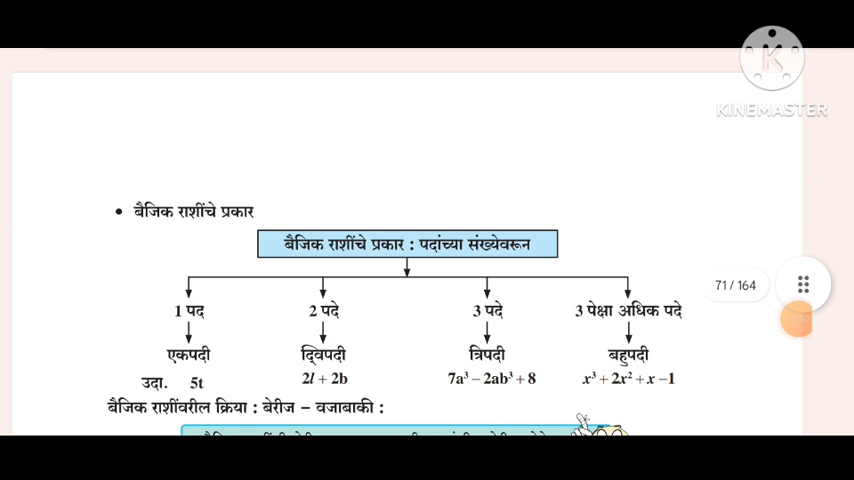 KINEMASTER
• बैजिक राशींचे प्रकार
बैजिक राशींचे प्रकार : पदांच्या संख्येवरून
71 / 164
1 पद 2 पदे 3 पदे 3 पेक्षा अधिक पदे
एकपदी द्विपदी त्रिपदी बहुपदी
उदा. 5t 2l + 2b 7a³ − 2ab³ + 8 x³ + 2x² + x −1
बैजिक राशींवरील क्रिया : बेरीज − वजाबाकी :